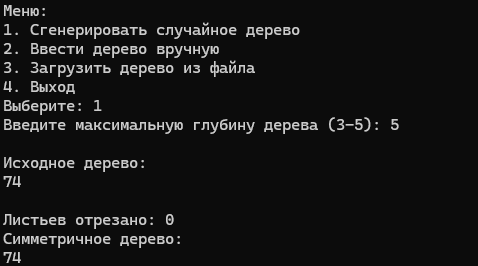 Меню:
1. Сгенерировать случайное дерево
2. Ввести дерево вручную
3. Загрузить дерево из файла
4. Выход
Выберите: 1
Введите максимальную глубину дерева (3–5): 5
Исходное дерево:
74
Листьев отрезано: 0
Симметричное дерево:
74